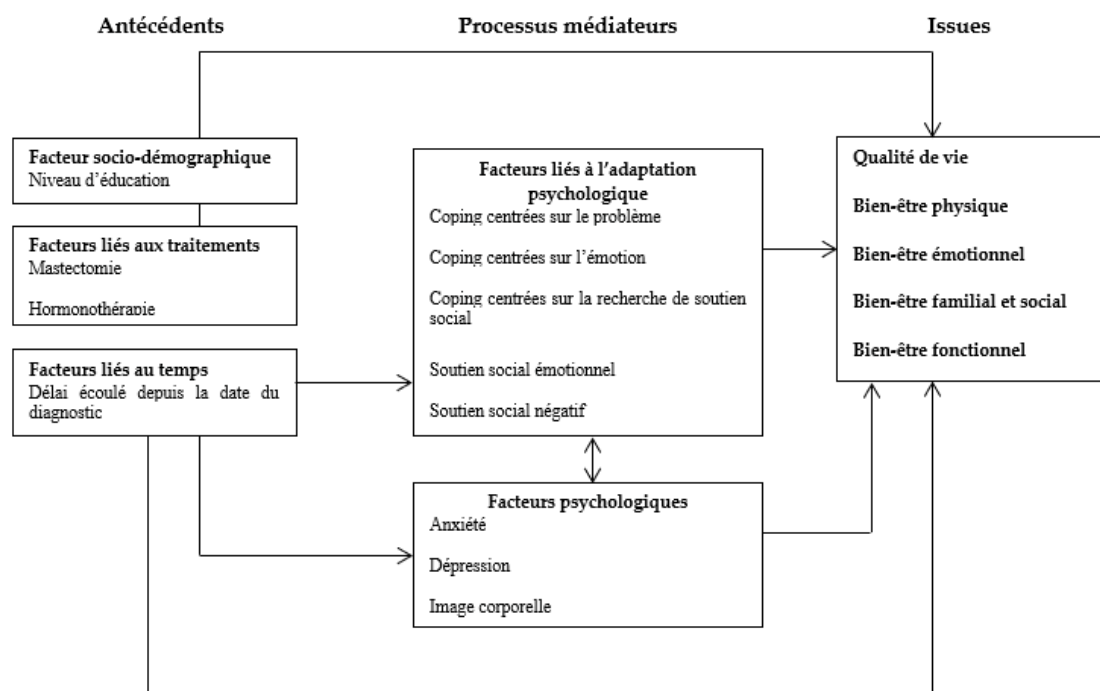 Antécédents
Processus médiateurs
Issues
Facteur socio-démographique
Niveau d'éducation
Facteurs liés aux traitements
Mastectomie
Hormonothérapie
Facteurs liés au temps
Délai écoulé depuis la date du
diagnostic
Facteurs liés à l'adaptation
psychologique
Coping centrées sur le problème
Coping centrées sur l'émotion
Coping centrées sur la recherche de soutien
social
Soutien social émotionnel
Soutien social négatif
Facteurs psychologiques
Anxiété
Dépression
Image corporelle
Qualité de vie
Bien-être physique
Bien-être émotionnel
Bien-être familial et social
Bien-être fonctionnel